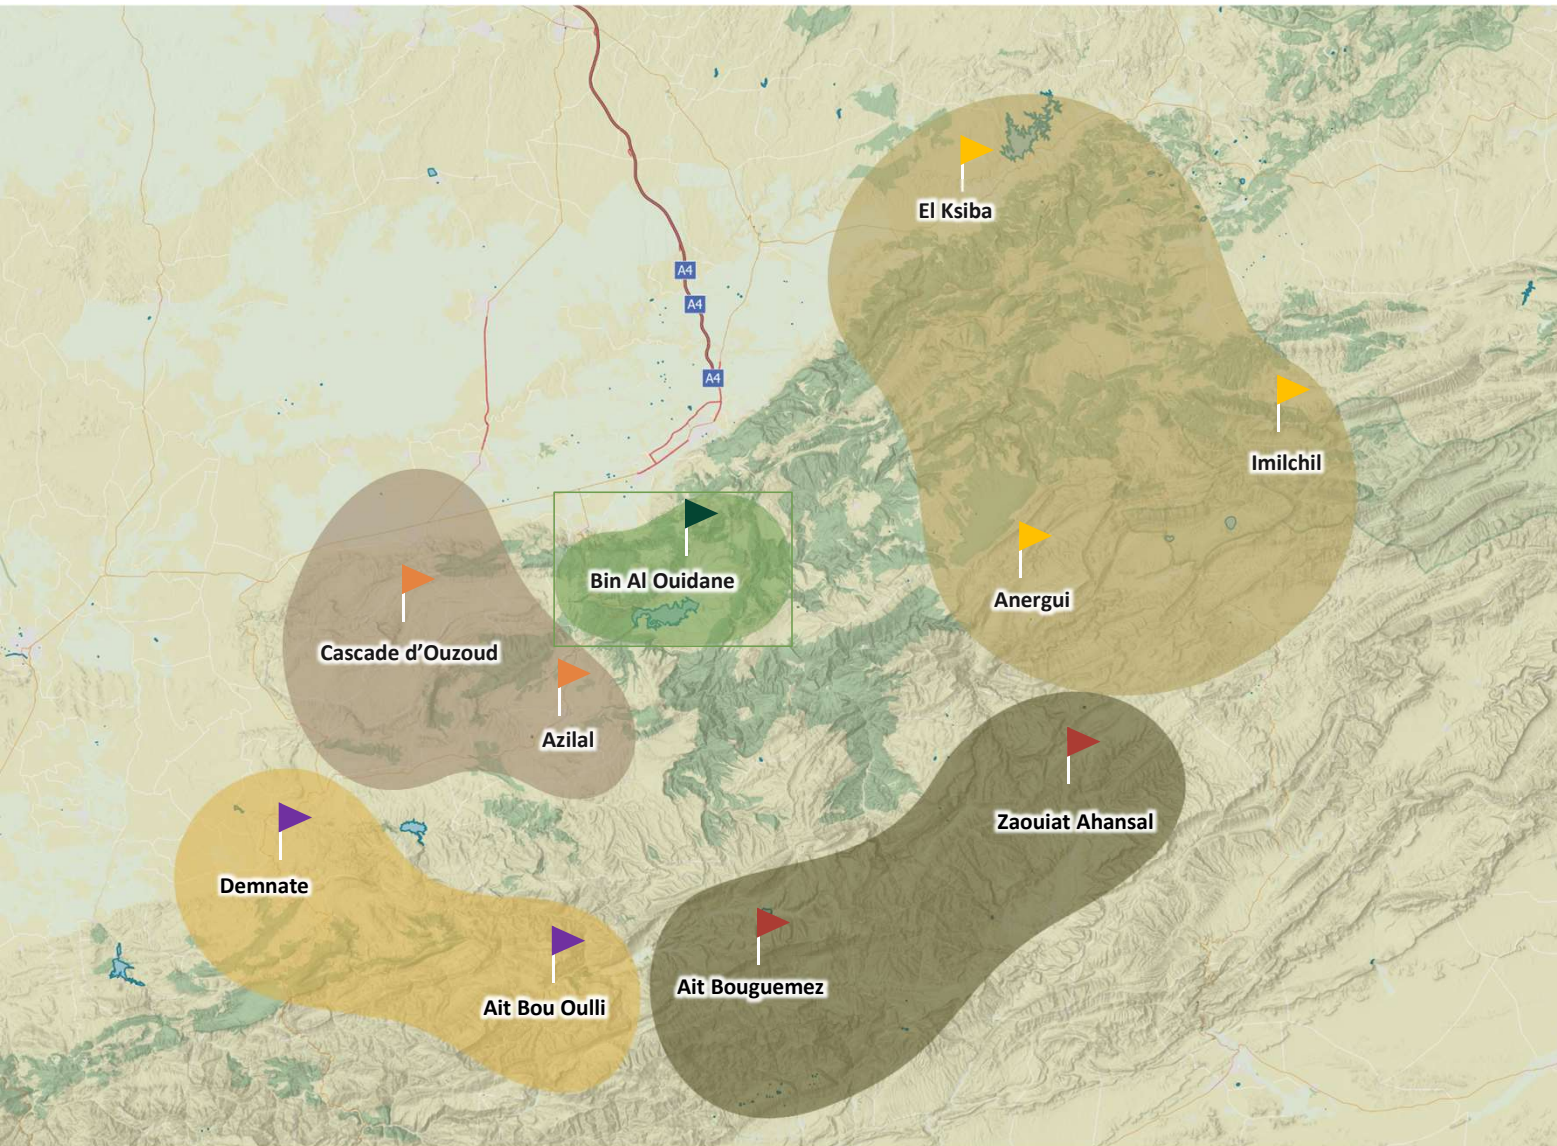 El Ksiba
A4
A4
A4
Imilchil
Bin Al Ouidane
Anergui
Cascade d’Ouzoud
Azilal
Zaouiat Ahansal
Demnate
Ait Bouguemez
Ait Bou Oulli